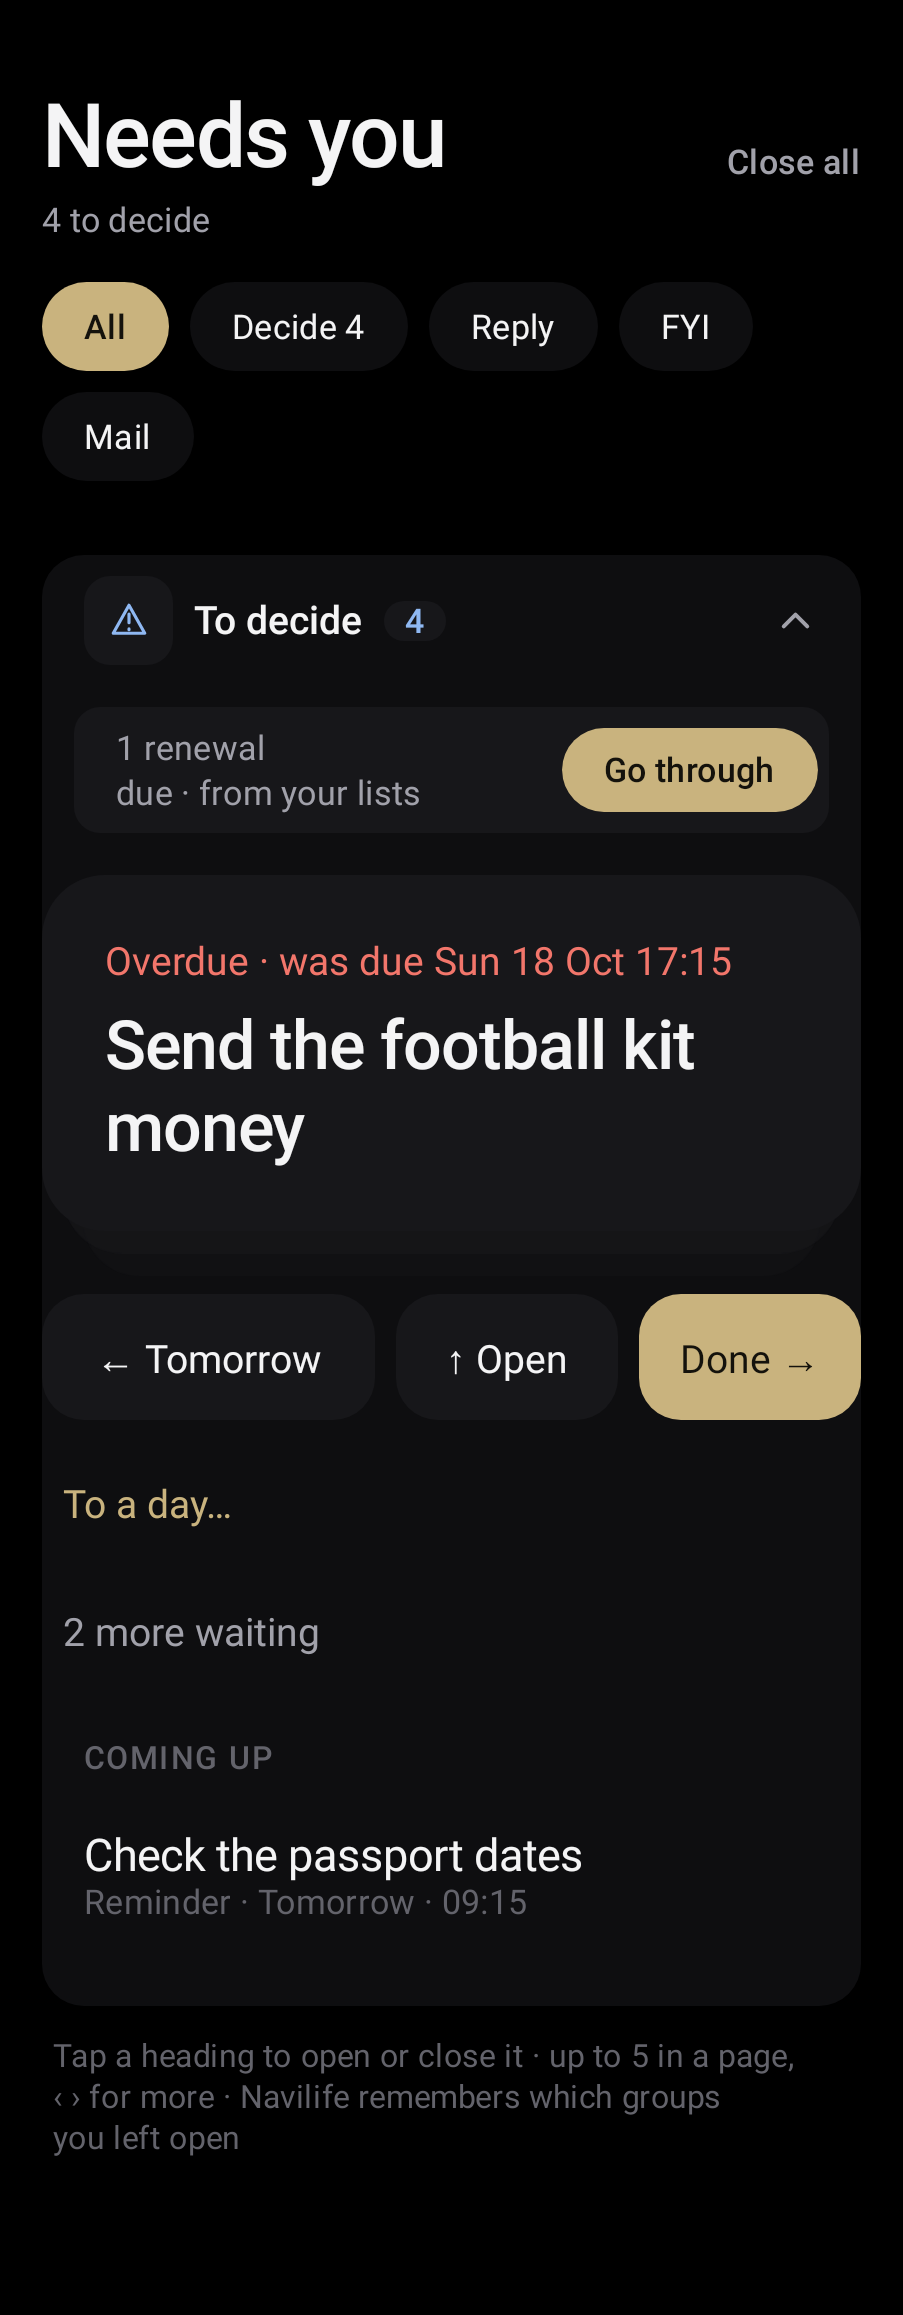 Needs you
Close all
4 to decide
All
Decide 4
Reply
FYI
Mail
To decide 4
1 renewal
due · from your lists
Go through
Overdue · was due Sun 18 Oct 17:15
Send the football kit
money
← Tomorrow
↑ Open
Done →
To a day…
2 more waiting
COMING UP
Check the passport dates
Reminder · Tomorrow · 09:15
Tap a heading to open or close it · up to 5 in a page,
‹ › for more · Navilife remembers which groups
you left open